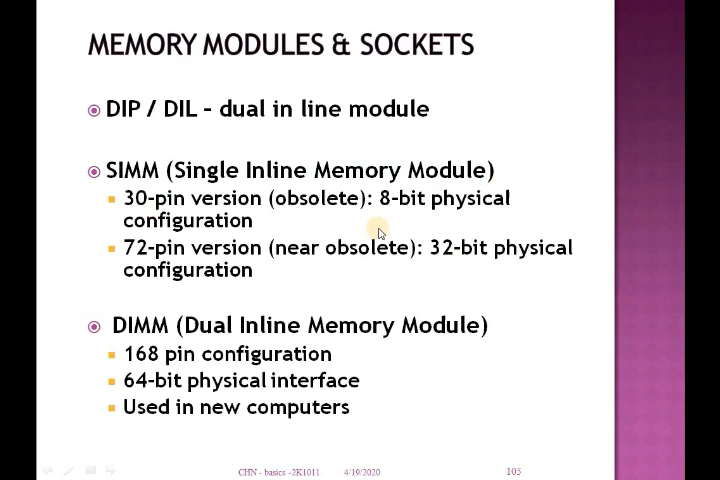 MEMORY MODULES & SOCKETS
DIP / DIL – dual in line module
SIMM (Single Inline Memory Module)
30-pin version (obsolete): 8-bit physical
configuration
72-pin version (near obsolete): 32-bit physical
configuration
DIMM (Dual Inline Memory Module)
168 pin configuration
64-bit physical interface
Used in new computers
CHN - basics -2K1011 4/19/2020 105